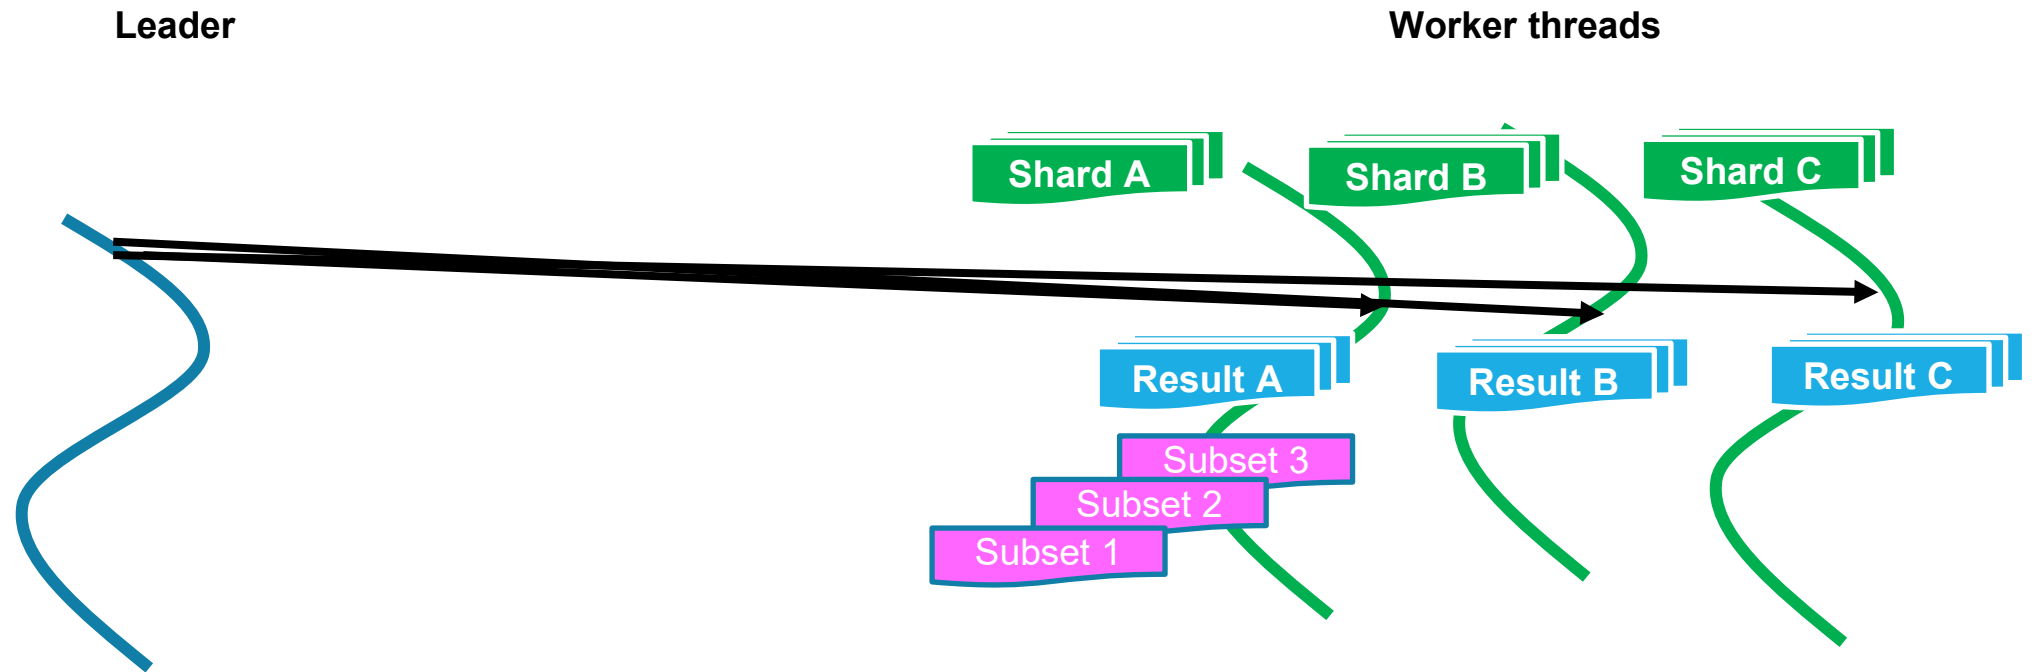 Leader
Worker threads
Shard A
Shard B
Shard C
Result A
Result B
Result C
Subset 3
Subset 2
Subset 1